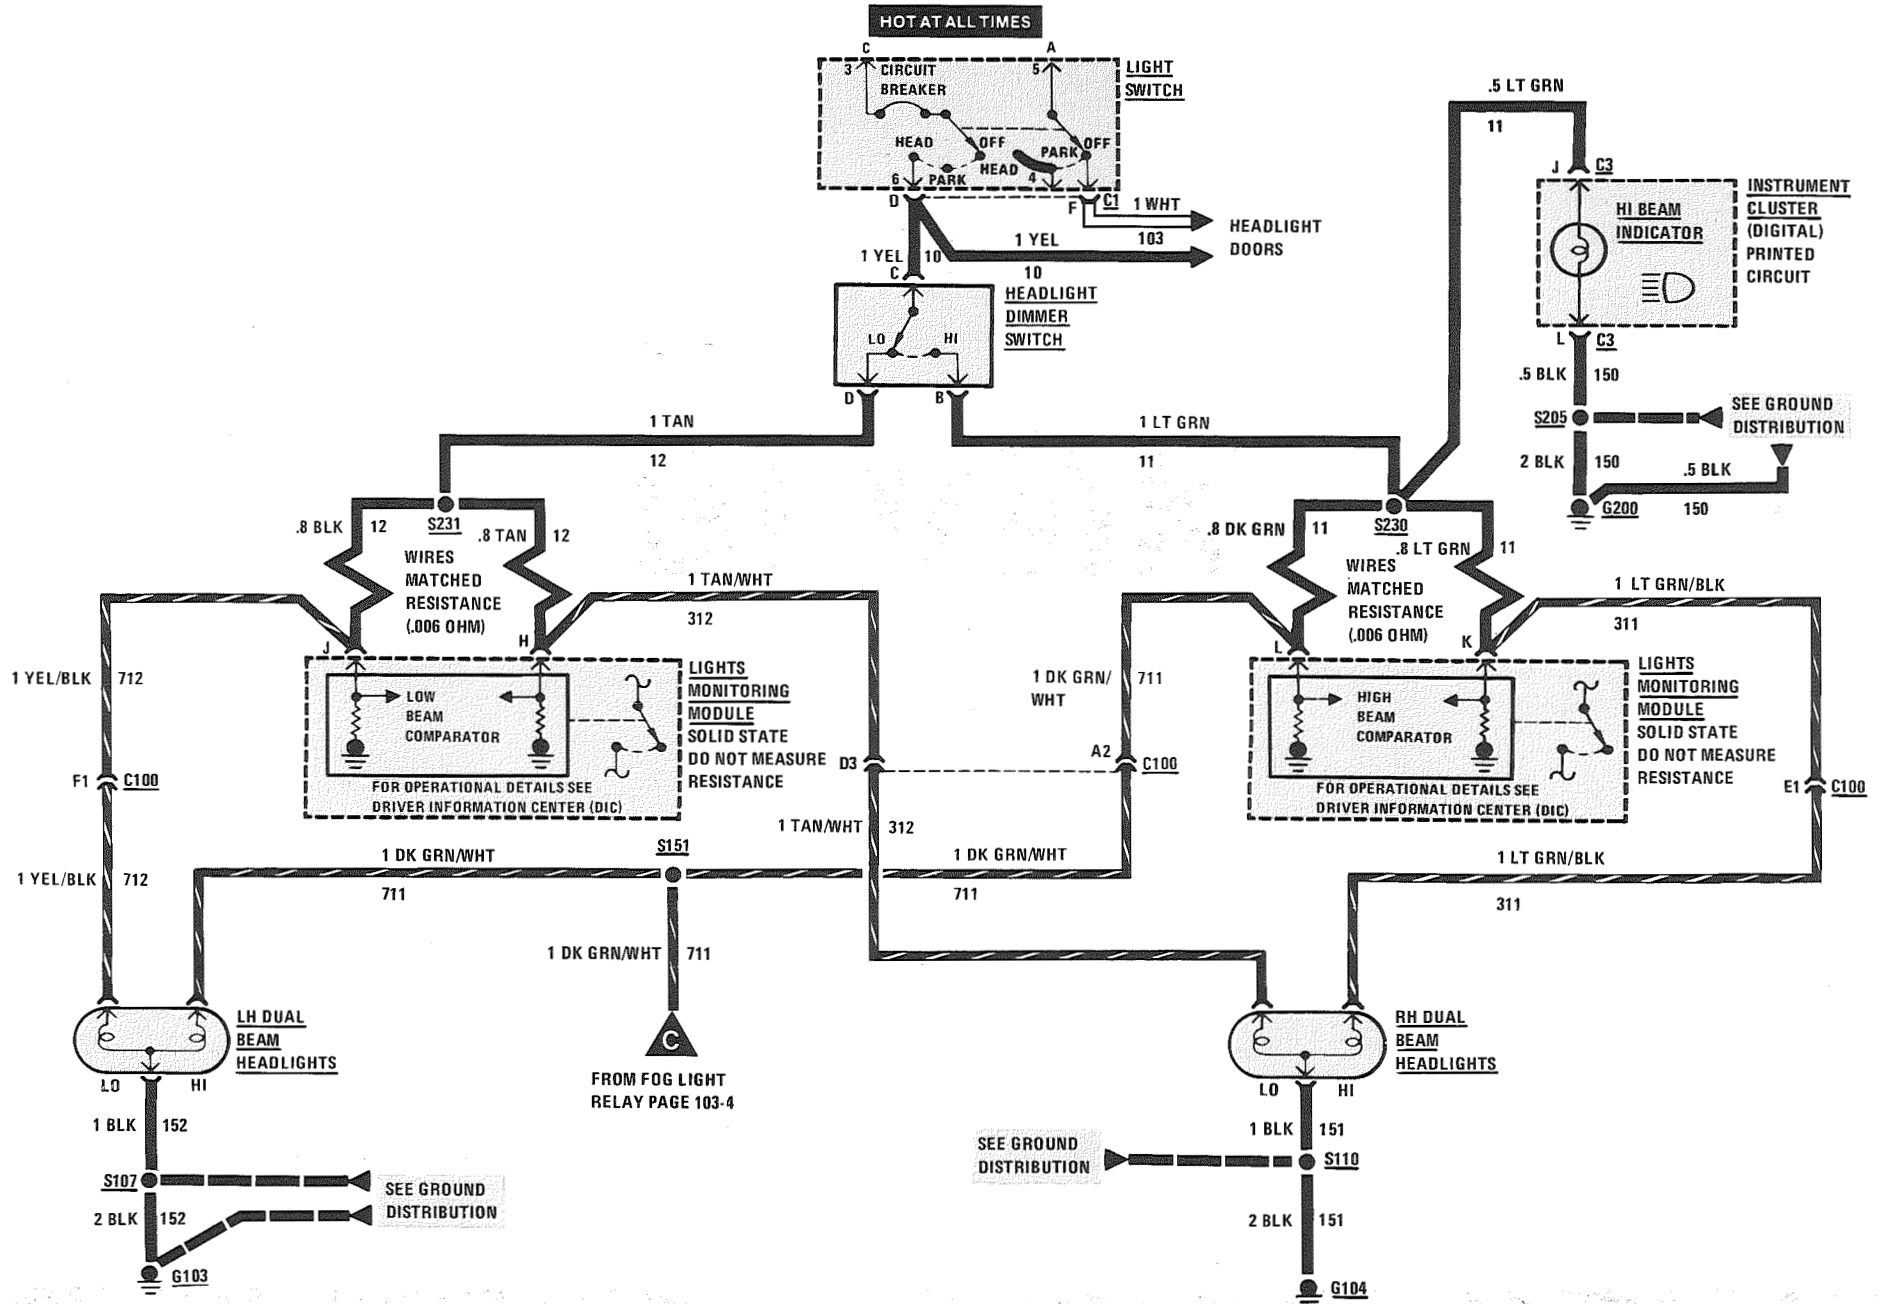 HOT AT ALL TIMES
C
A
3
CIRCUIT
BREAKER
5
LIGHT
SWITCH
HEAD
OFF
PARK
HEAD
PARK
OFF
6
4
D
F
C1
1 WHT
103
HEADLIGHT
DOORS
1 YEL
10
1 YEL
10
C
HEADLIGHT
DIMMER
SWITCH
LO
HI
D
B
.5 LT GRN
11
J
C3
INSTRUMENT
CLUSTER
(DIGITAL)
PRINTED
CIRCUIT
HI BEAM
INDICATOR
L
C3
.5 BLK
150
S205
SEE GROUND
DISTRIBUTION
2 BLK
150
.5 BLK
150
G200
1 TAN
12
1 LT GRN
11
.8 BLK
12
S231
.8 TAN
12
WIRES
MATCHED
RESISTANCE
(.006 OHM)
.8 DK GRN
11
S230
.8 LT GRN
11
WIRES
MATCHED
RESISTANCE
(.006 OHM)
1 TAN/WHT
312
1 LT GRN/BLK
311
J
H
L
K
1 YEL/BLK
712
LOW
BEAM
COMPARATOR
FOR OPERATIONAL DETAILS SEE
DRIVER INFORMATION CENTER (DIC)
LIGHTS
MONITORING
MODULE
SOLID STATE
DO NOT MEASURE
RESISTANCE
1 DK GRN/
WHT
711
HIGH
BEAM
COMPARATOR
FOR OPERATIONAL DETAILS SEE
DRIVER INFORMATION CENTER (DIC)
LIGHTS
MONITORING
MODULE
SOLID STATE
DO NOT MEASURE
RESISTANCE
F1
C100
D3
A2
C100
E1
C100
1 TAN/WHT
312
1 YEL/BLK
712
1 DK GRN/WHT
711
S151
1 DK GRN/WHT
711
1 LT GRN/BLK
311
1 DK GRN/WHT
711
C
FROM FOG LIGHT
RELAY PAGE 103-4
LH DUAL
BEAM
HEADLIGHTS
LO
HI
RH DUAL
BEAM
HEADLIGHTS
LO
HI
1 BLK
152
S107
2 BLK
152
SEE GROUND
DISTRIBUTION
G103
1 BLK
151
SEE GROUND
DISTRIBUTION
S110
2 BLK
151
G104